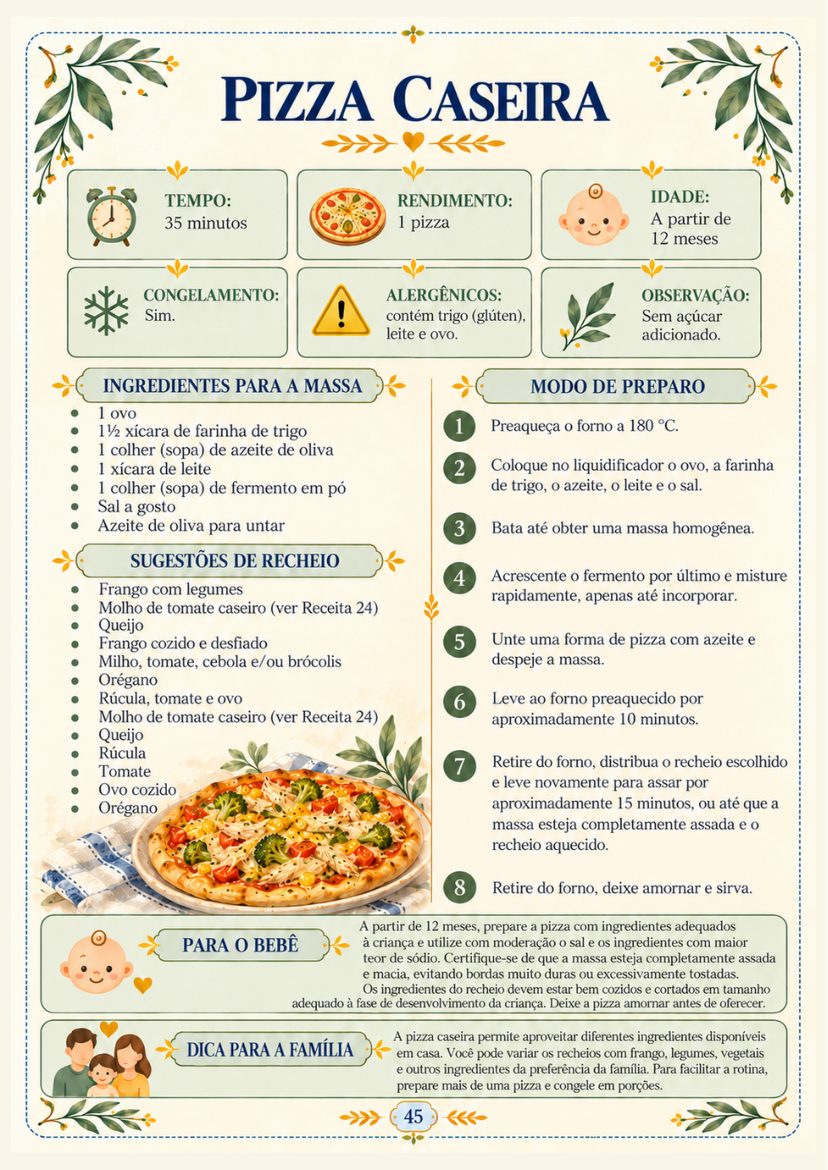 PIZZA CASEIRA
TEMPO:
35 minutos
RENDIMENTO:
1 pizza
IDADE:
A partir de
12 meses
CONGELAMENTO:
Sim.
ALERGÊNICOS:
contém trigo (glúten),
leite e ovo.
OBSERVAÇÃO:
Sem açúcar
adicionado.
INGREDIENTES PARA A MASSA
• 1 ovo
• 1½ xícara de farinha de trigo
• 1 colher (sopa) de azeite de oliva
• 1 xícara de leite
• 1 colher (sopa) de fermento em pó
• Sal a gosto
• Azeite de oliva para untar
SUGESTÕES DE RECHEIO
• Frango com legumes
• Molho de tomate caseiro (ver Receita 24)
• Queijo
• Frango cozido e desfiado
• Milho, tomate, cebola e/ou brócolis
• Orégano
• Rúcula, tomate e ovo
• Molho de tomate caseiro (ver Receita 24)
• Queijo
• Rúcula
• Tomate
• Ovo cozido
• Orégano
MODO DE PREPARO
1 Preaqueça o forno a 180 °C.
2 Coloque no liquidificador o ovo, a farinha
de trigo, o azeite, o leite e o sal.
3 Bata até obter uma massa homogênea.
4 Acrescente o fermento por último e misture
rapidamente, apenas até incorporar.
5 Unte uma forma de pizza com azeite e
despeje a massa.
6 Leve ao forno preaquecido por
aproximadamente 10 minutos.
7 Retire do forno, distribua o recheio escolhido
e leve novamente para assar por
aproximadamente 15 minutos, ou até que a
massa esteja completamente assada e o
recheio aquecido.
8 Retire do forno, deixe amornar e sirva.
PARA O BEBÊ
A partir de 12 meses, prepare a pizza com ingredientes adequados
à criança e utilize com moderação o sal e os ingredientes com maior
teor de sódio. Certifique-se de que a massa esteja completamente assada
e macia, evitando bordas muito duras ou excessivamente tostadas.
Os ingredientes do recheio devem estar bem cozidos e cortados em tamanho
adequado à fase de desenvolvimento da criança. Deixe a pizza amornar antes de oferecer.
DICA PARA A FAMÍLIA
A pizza caseira permite aproveitar diferentes ingredientes disponíveis
em casa. Você pode variar os recheios com frango, legumes, vegetais
e outros ingredientes da preferência da família. Para facilitar a rotina,
prepare mais de uma pizza e congele em porções.
45